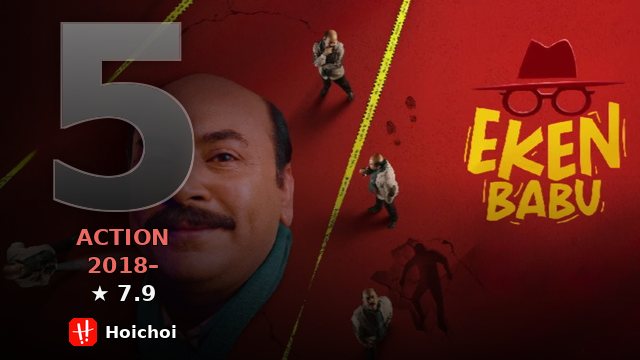 5
ACTION
2018–
★ 7.9
Hoichoi
EKEN
BABU